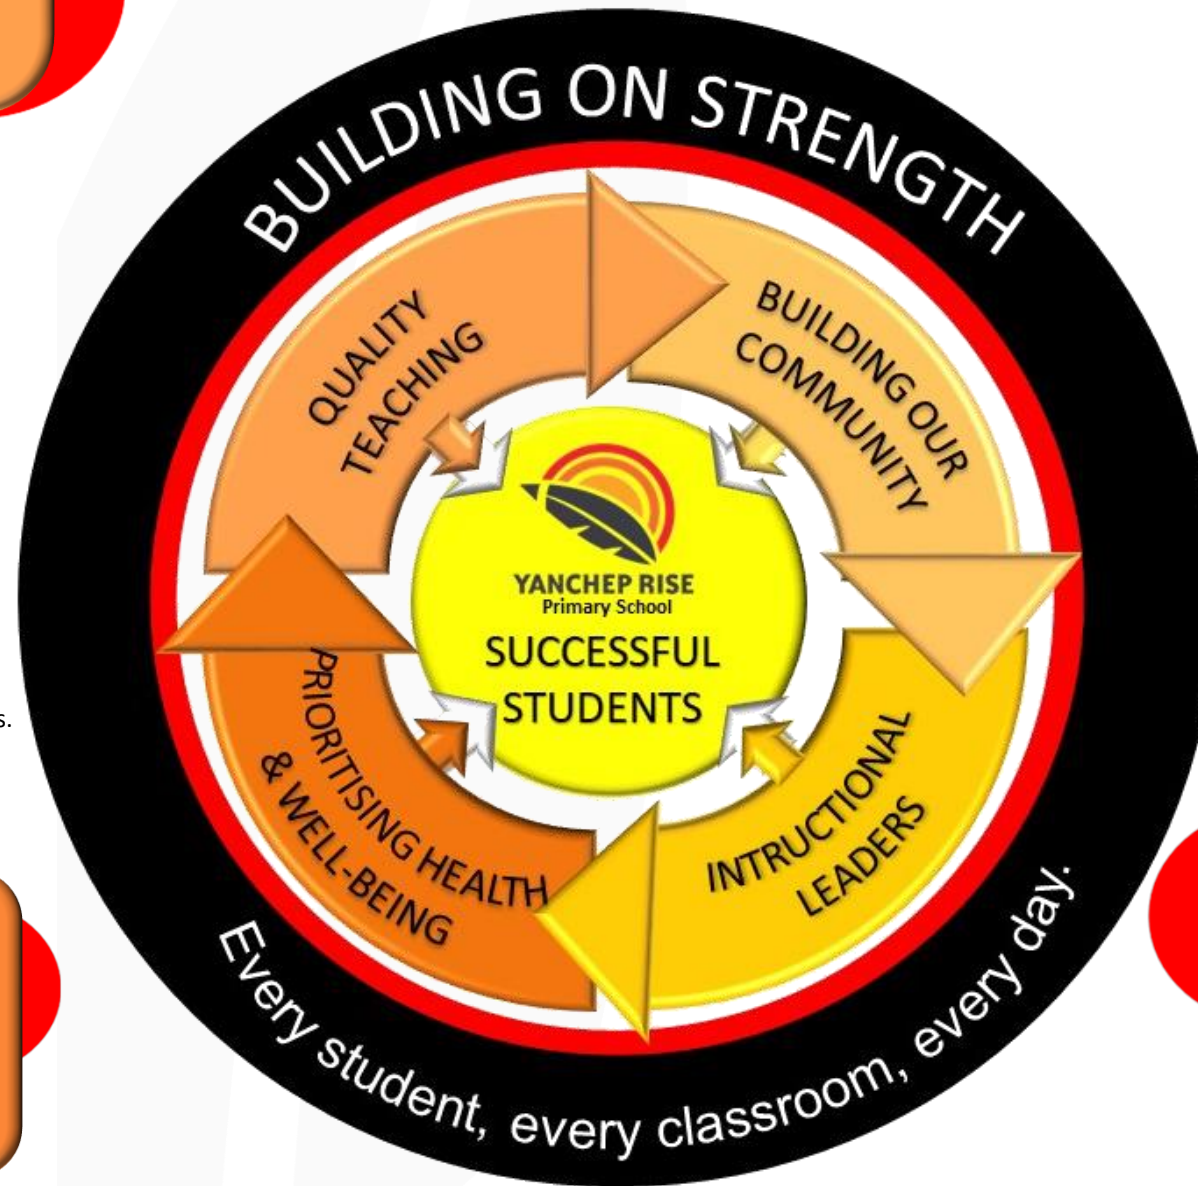 BUILDING ON STRENGTH
QUALITY
TEACHING
BUILDING OUR
COMMUNITY
YANCHEP RISE
Primary School
SUCCESSFUL
STUDENTS
s.
PRIORITISING HEALTH
& WELL-BEING
INTRUCTIONAL
LEADERS
Every student, every classroom, every day.